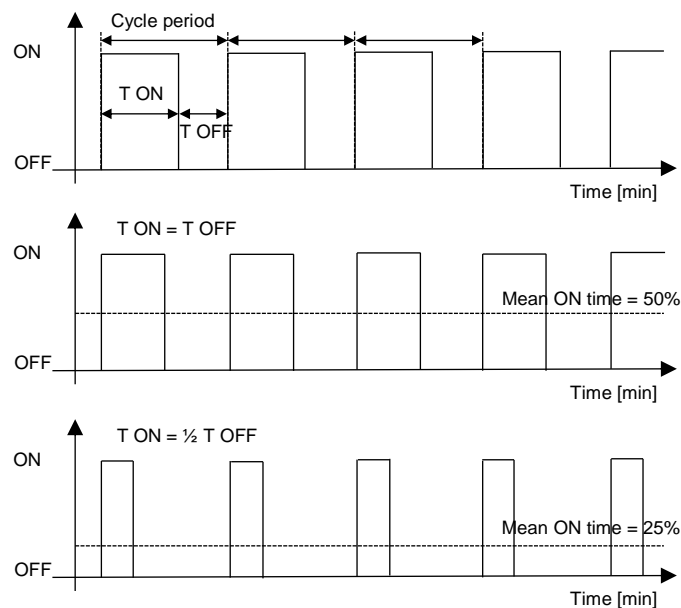 Cycle period
ON
T ON
T OFF
OFF
Time [min]
T ON = T OFF
ON
Mean ON time = 50%
OFF
Time [min]
T ON = ½ T OFF
ON
Mean ON time = 25%
OFF
Time [min]